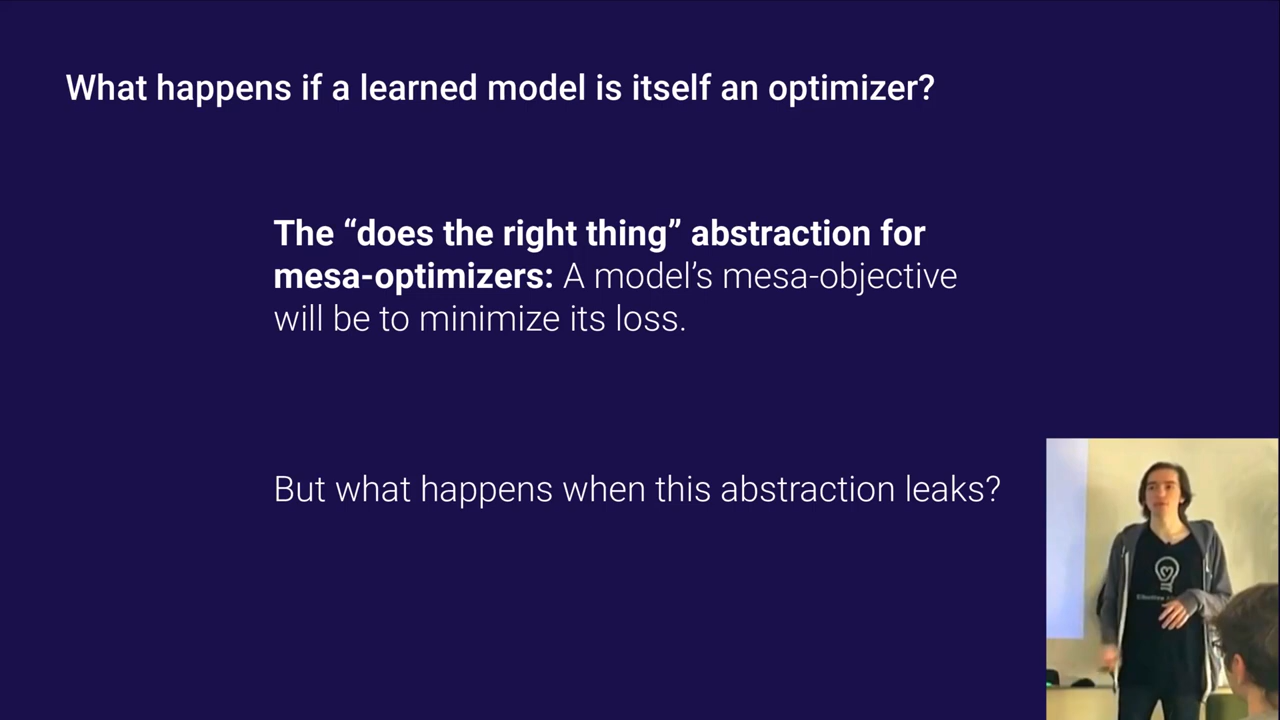 What happens if a learned model is itself an optimizer?
The “does the right thing” abstraction for
mesa-optimizers: A model’s mesa-objective
will be to minimize its loss.
But what happens when this abstraction leaks?